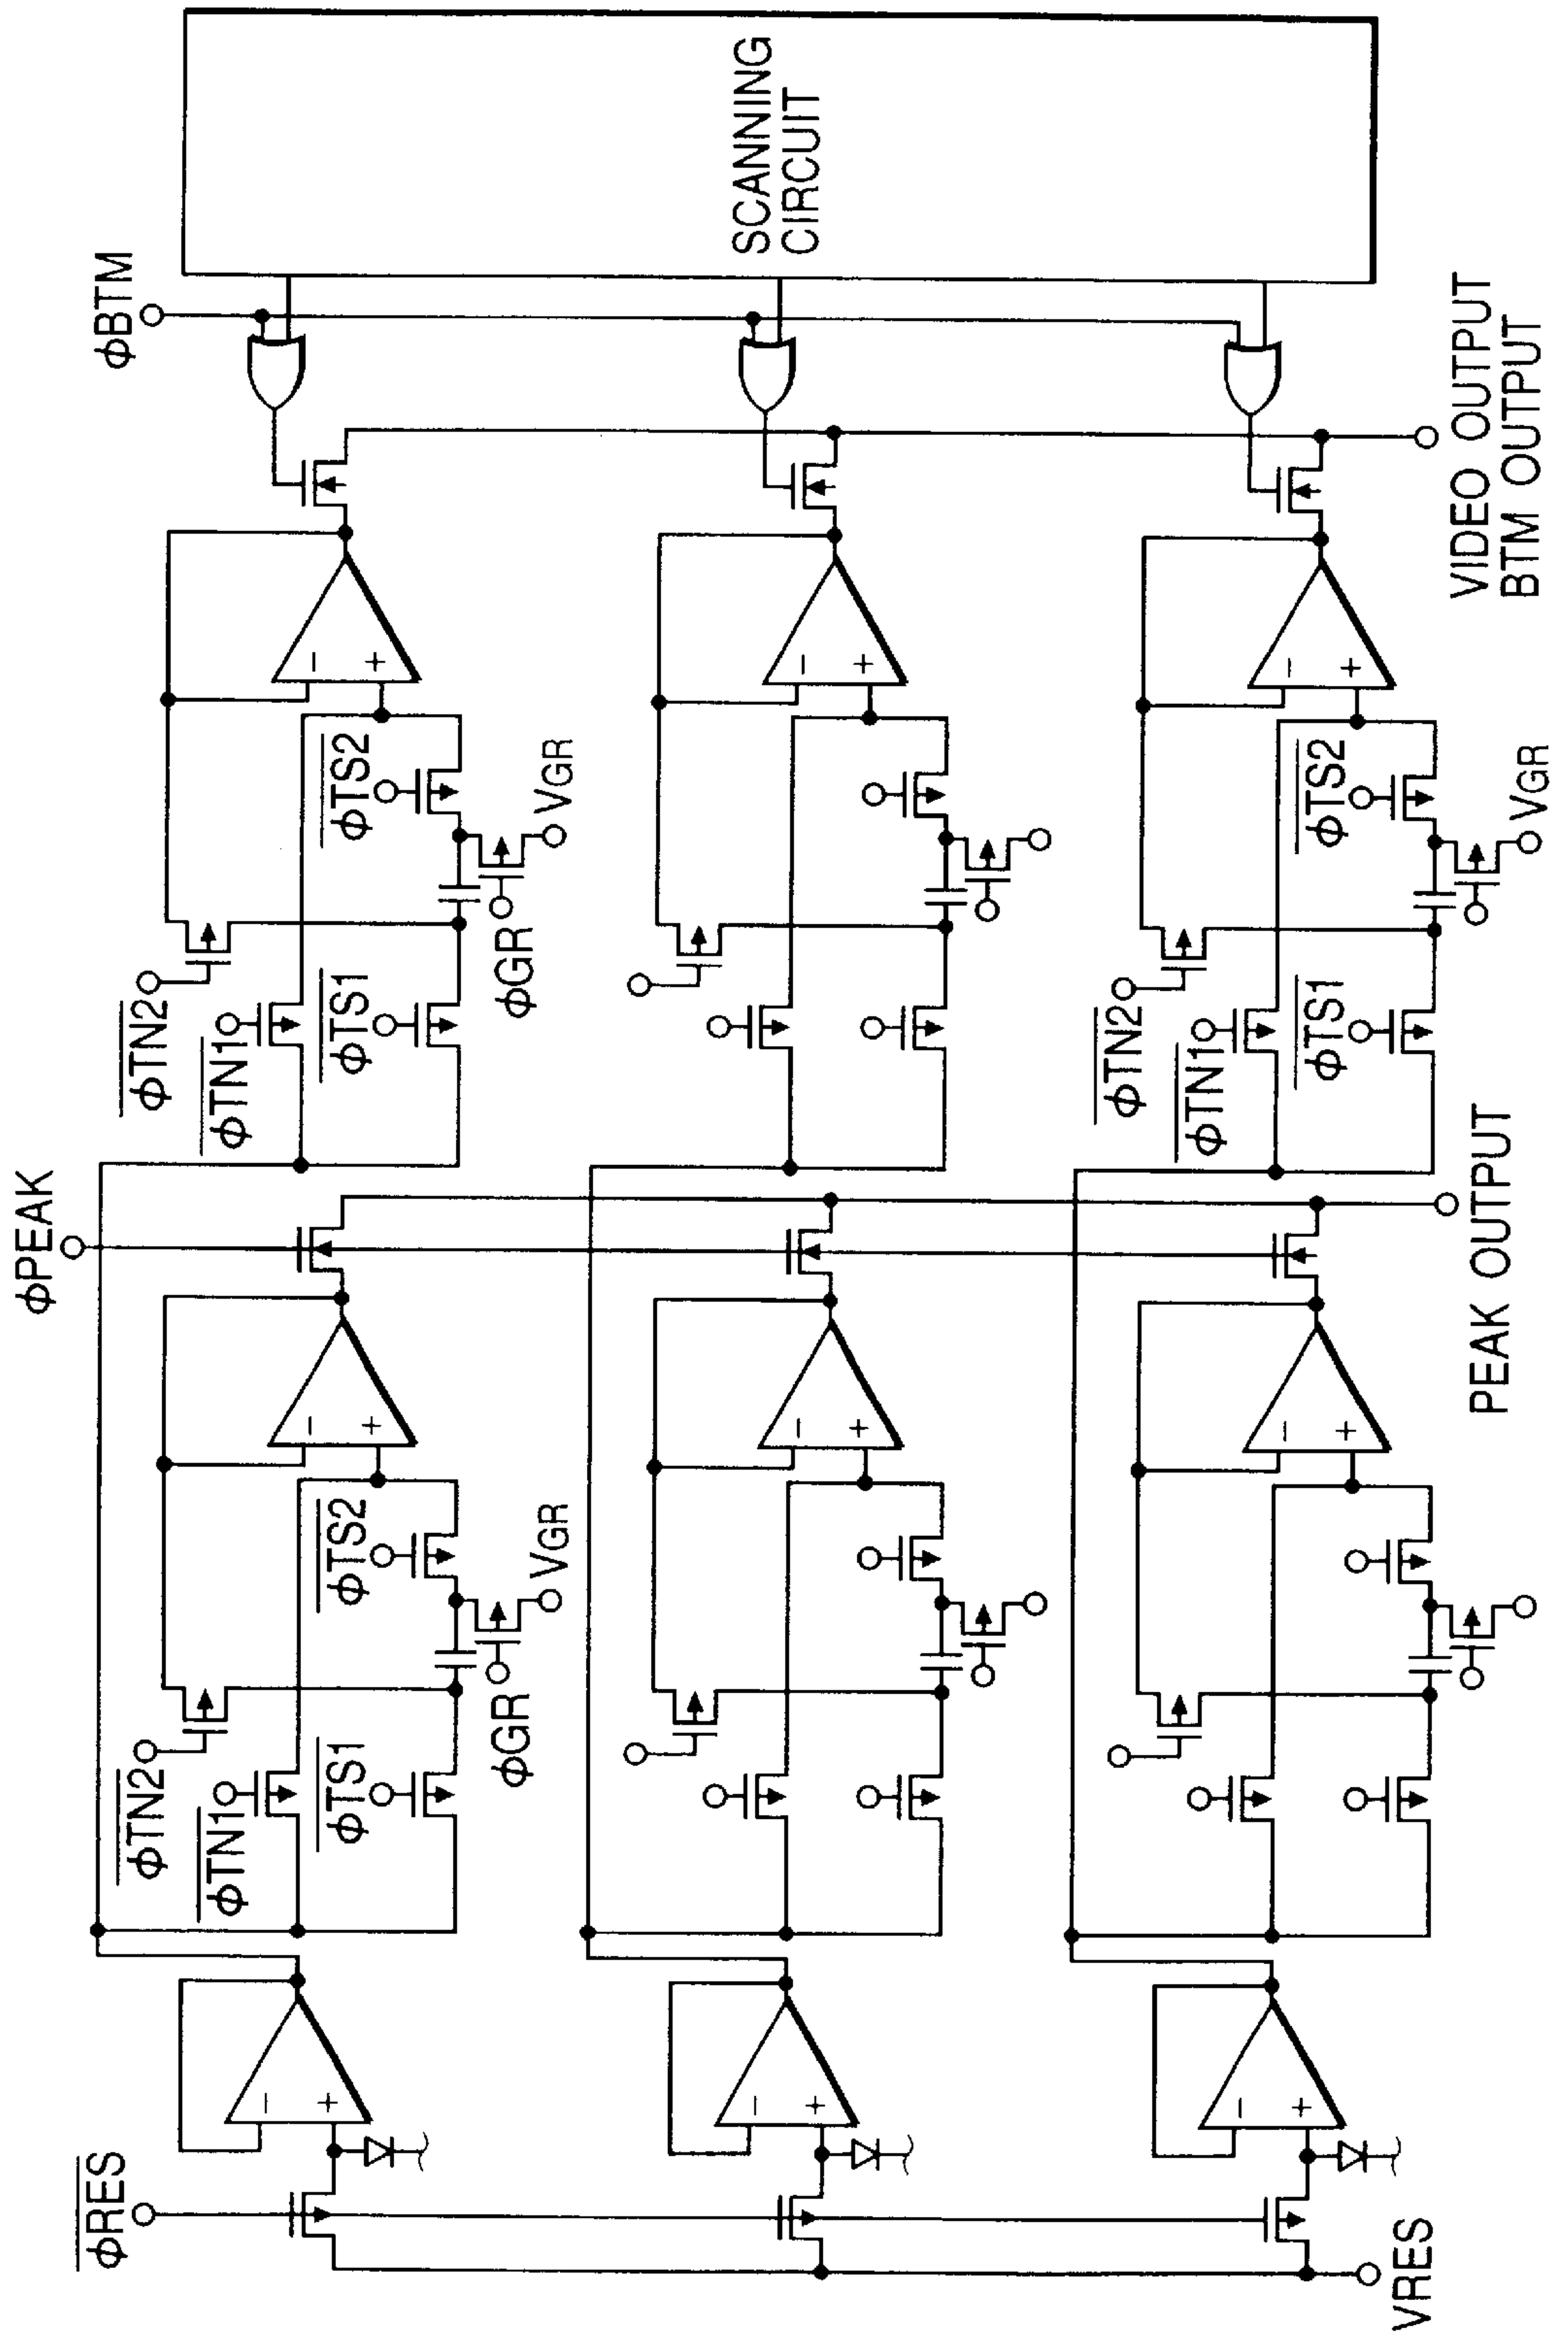 SCANNING
CIRCUIT
ϕBTM
VIDEO OUTPUT
BTM OUTPUT
− +
− +
− +
ϕTS2
VGR
ϕTN2
ϕTN1
ϕTS1
ϕGR
ϕTS2
VGR
ϕTN2
ϕTN1
ϕTS1
ϕPEAK
PEAK OUTPUT
− +
− +
− +
ϕTS2
VGR
ϕTN2
ϕTN1
ϕTS1
ϕGR
− +
− +
− +
ϕRES
VRES